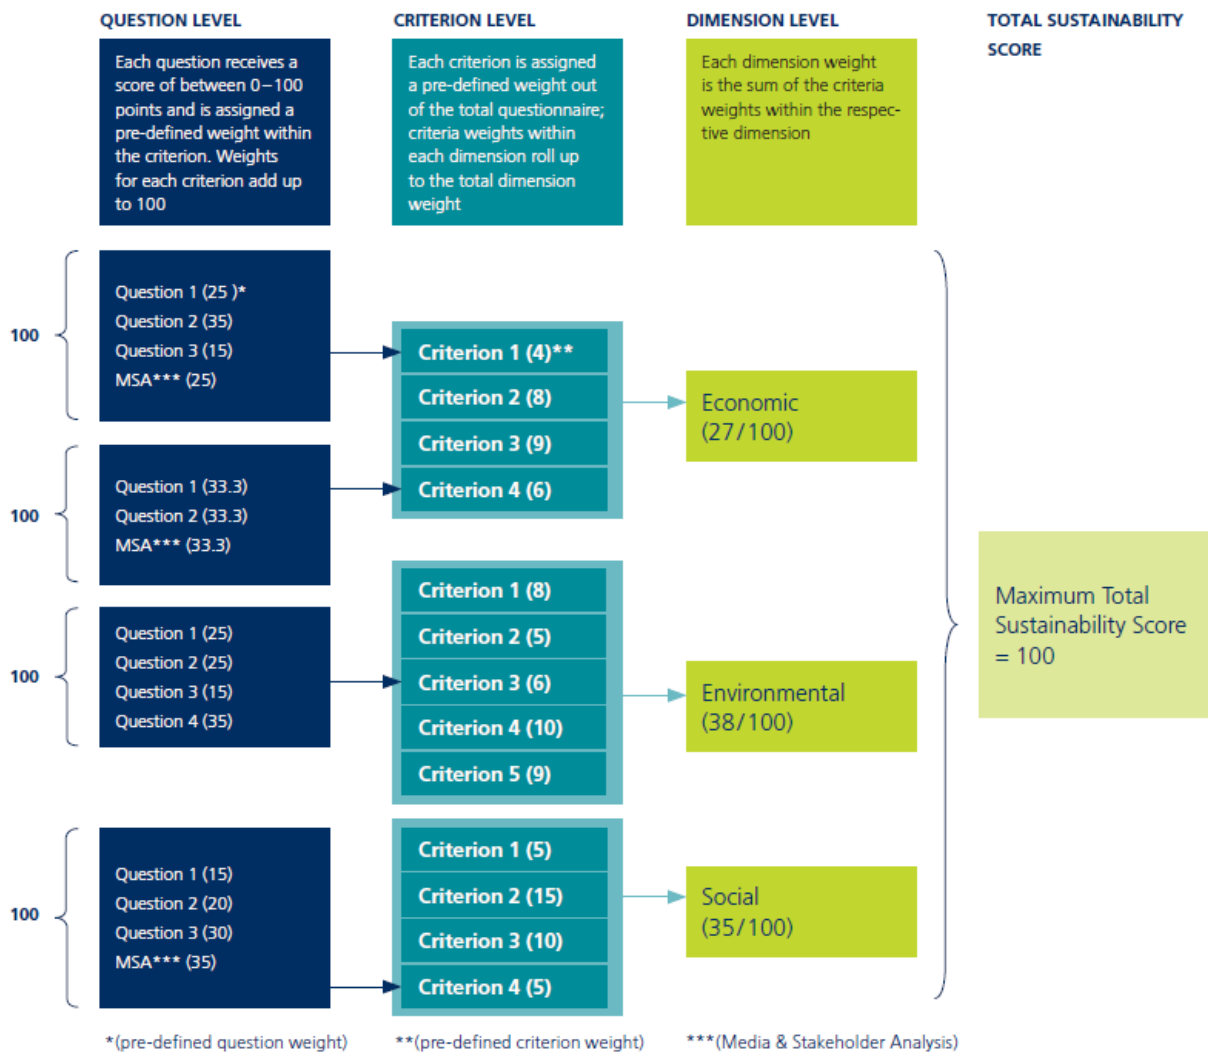 QUESTION LEVEL
Each question receives a
score of between 0–100
points and is assigned a
pre-defined weight within
the criterion. Weights
for each criterion add up
to 100
CRITERION LEVEL
Each criterion is assigned
a pre-defined weight out
of the total questionnaire;
criteria weights within
each dimension roll up
to the total dimension
weight
DIMENSION LEVEL
Each dimension weight
is the sum of the criteria
weights within the respec-
tive dimension
TOTAL SUSTAINABILITY
SCORE
100
Question 1 (25 )*
Question 2 (35)
Question 3 (15)
MSA*** (25)
100
Question 1 (33.3)
Question 2 (33.3)
MSA*** (33.3)
100
Question 1 (25)
Question 2 (25)
Question 3 (15)
Question 4 (35)
100
Question 1 (15)
Question 2 (20)
Question 3 (30)
MSA*** (35)
Criterion 1 (4)**
Criterion 2 (8)
Criterion 3 (9)
Criterion 4 (6)
Criterion 1 (8)
Criterion 2 (5)
Criterion 3 (6)
Criterion 4 (10)
Criterion 5 (9)
Criterion 1 (5)
Criterion 2 (15)
Criterion 3 (10)
Criterion 4 (5)
Economic
(27/100)
Environmental
(38/100)
Social
(35/100)
Maximum Total
Sustainability Score
= 100
*(pre-defined question weight)
**(pre-defined criterion weight)
***(Media & Stakeholder Analysis)